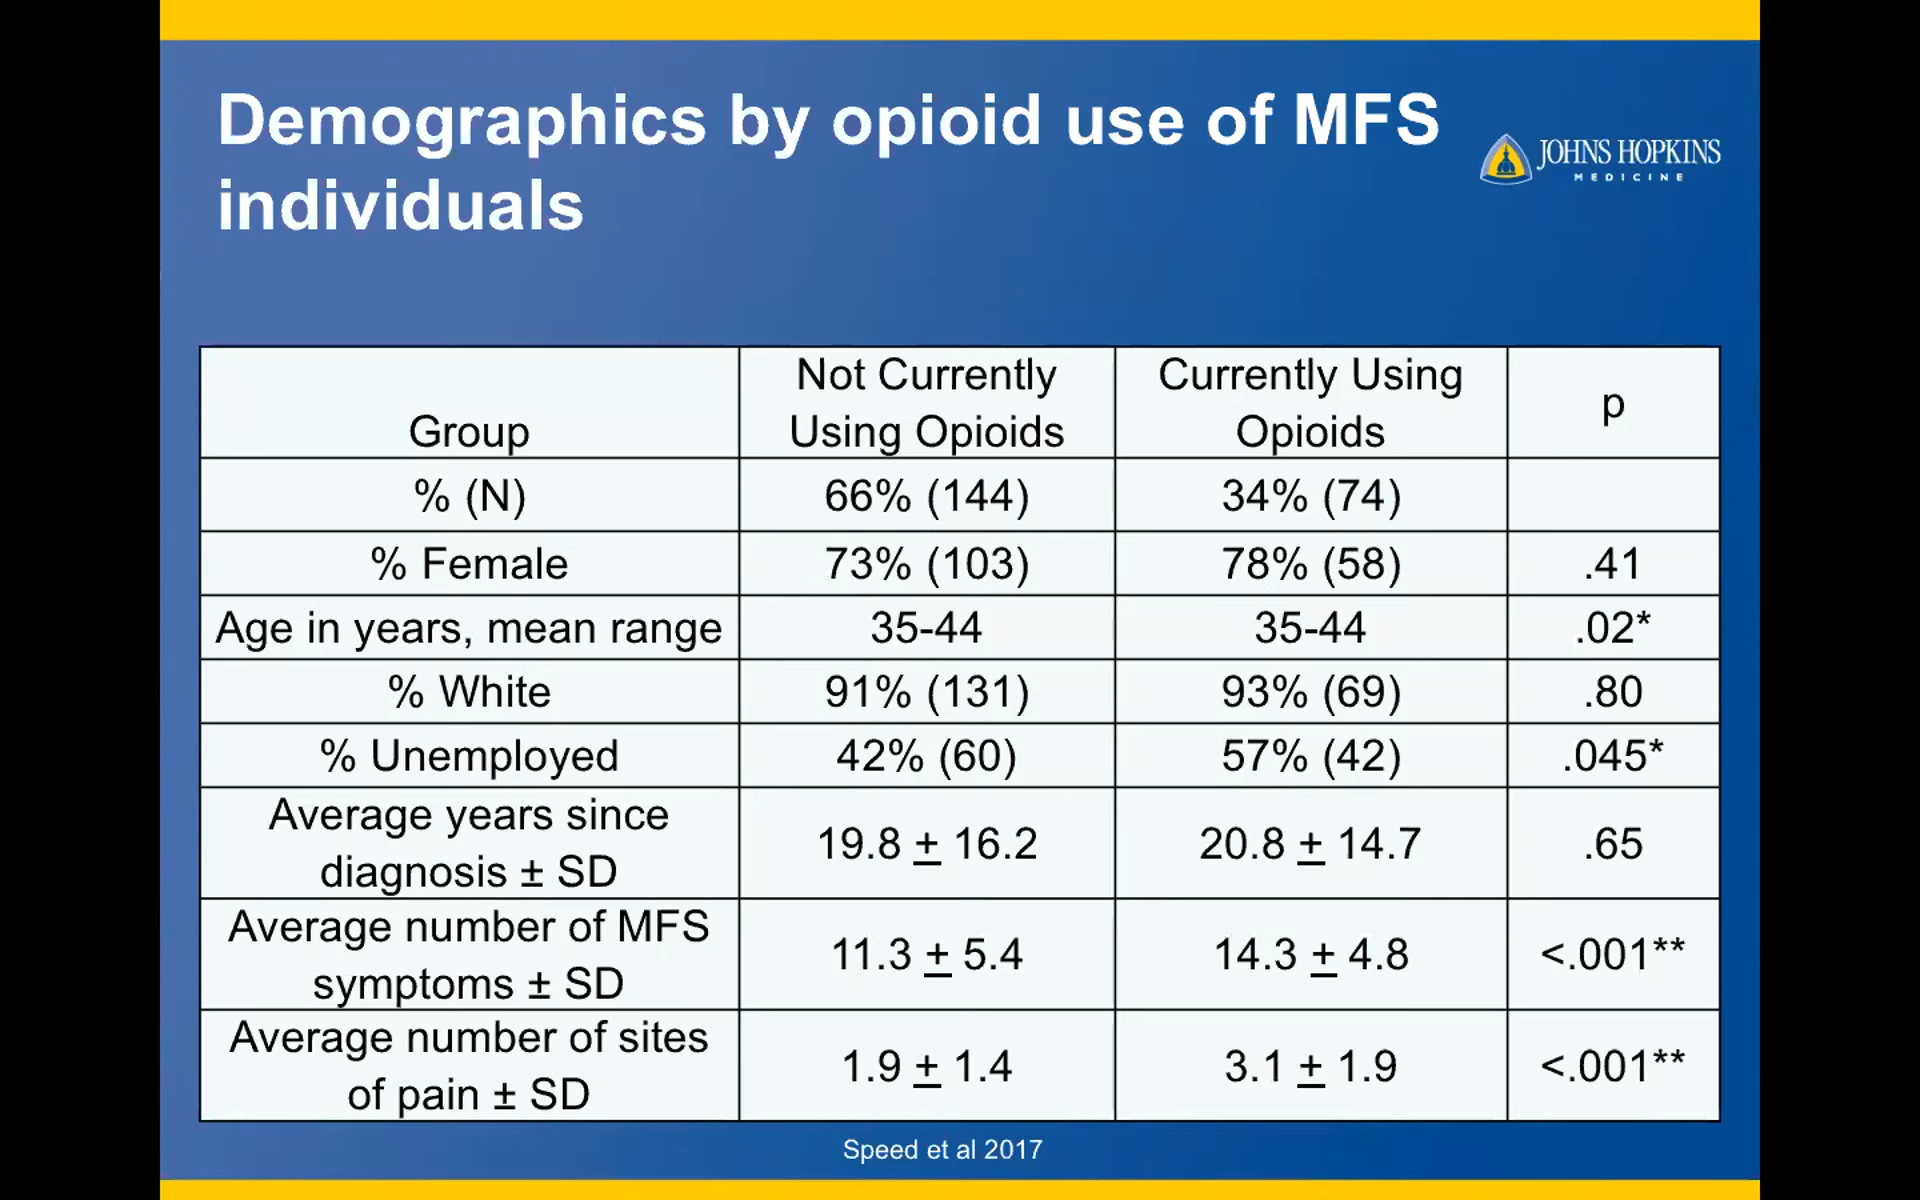 Demographics by opioid use of MFS
individuals
JOHNS HOPKINS
MEDICINE
Group
Not Currently
Using Opioids
Currently Using
Opioids
p
% (N)
66% (144)
34% (74)
% Female
73% (103)
78% (58)
.41
Age in years, mean range
35-44
35-44
.02*
% White
91% (131)
93% (69)
.80
% Unemployed
42% (60)
57% (42)
.045*
Average years since
diagnosis ± SD
19.8 ± 16.2
20.8 ± 14.7
.65
Average number of MFS
symptoms ± SD
11.3 ± 5.4
14.3 ± 4.8
<.001**
Average number of sites
of pain ± SD
1.9 ± 1.4
3.1 ± 1.9
<.001**
Speed et al 2017